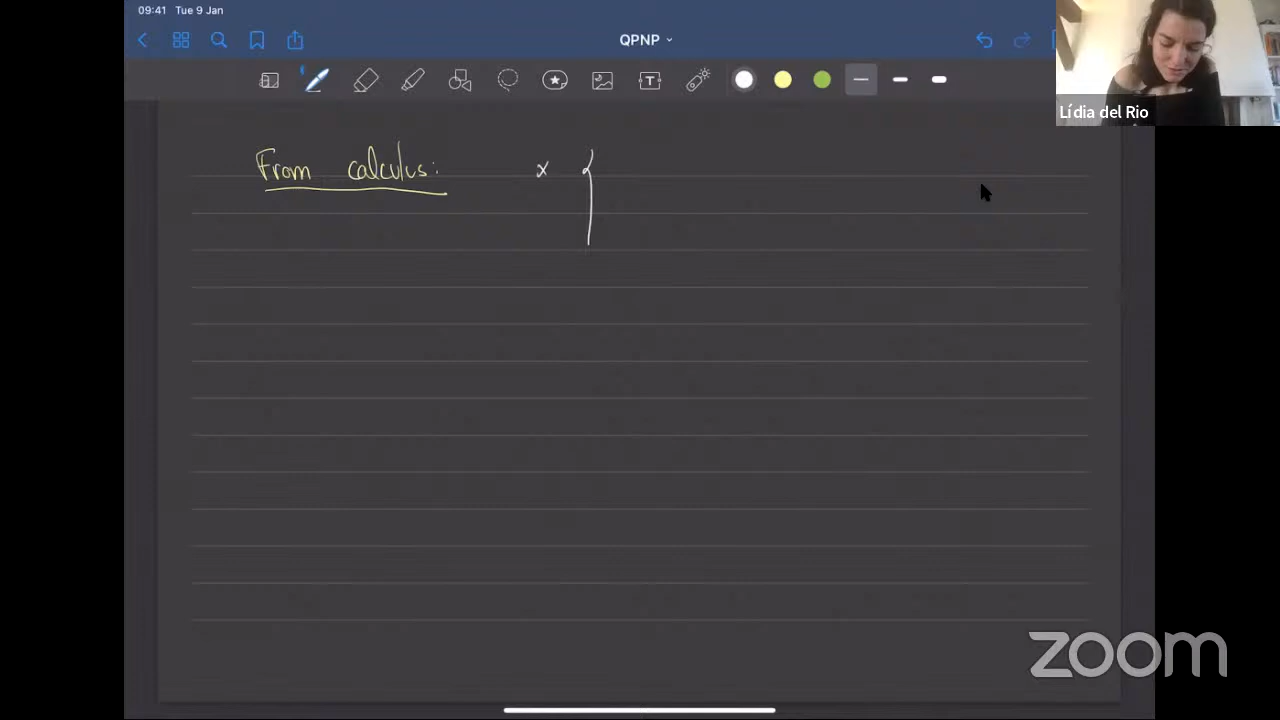 09:41 Tue 9 Jan
QPNP
Lídia del Rio
From calculus: x {
zoom